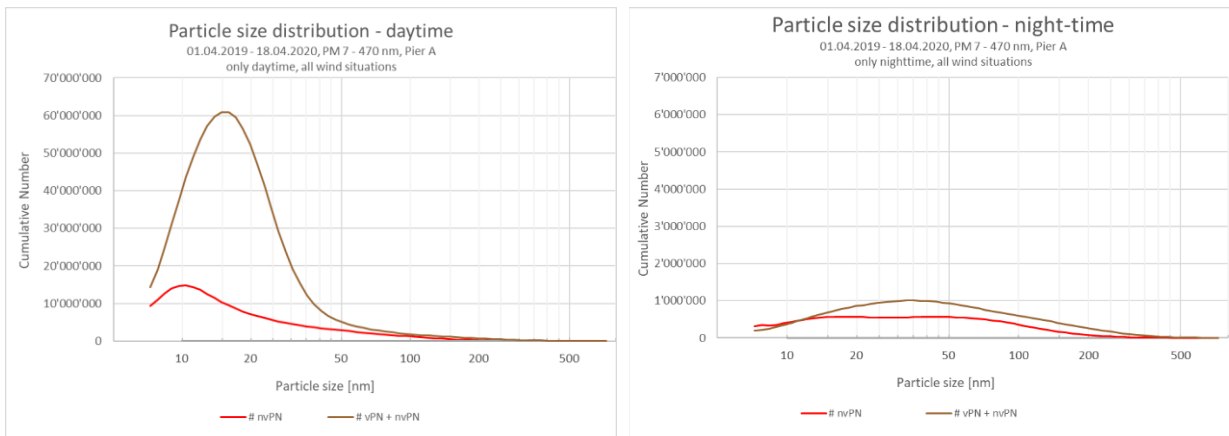 Particle size distribution - daytime
01.04.2019 - 18.04.2020, PM 7 - 470 nm, Pier A
only daytime, all wind situations
70'000'000
60'000'000
50'000'000
40'000'000
30'000'000
20'000'000
10'000'000
0
Cumulative Number
10 20 50 100 200 500
Particle size [nm]
# nvPN # vPN + nvPN
Particle size distribution - night-time
01.04.2019 - 18.04.2020, PM 7 - 470 nm, Pier A
only nighttime, all wind situations
7'000'000
6'000'000
5'000'000
4'000'000
3'000'000
2'000'000
1'000'000
0
Cumulative Number
10 20 50 100 200 500
Particle size [nm]
# nvPN # vPN + nvPN